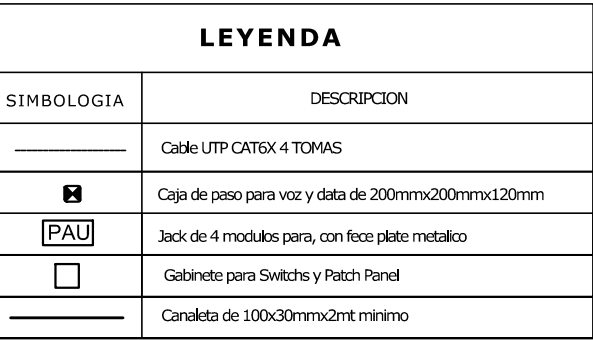 LEYENDA
SIMBOLOGIA DESCRIPCION
Cable UTP CAT6X 4 TOMAS
Caja de paso para voz y data de 200mmx200mmx120mm
PAU Jack de 4 modulos para, con fece plate metalico
Gabinete para Switchs y Patch Panel
Canaleta de 100x30mmx2mt minimo